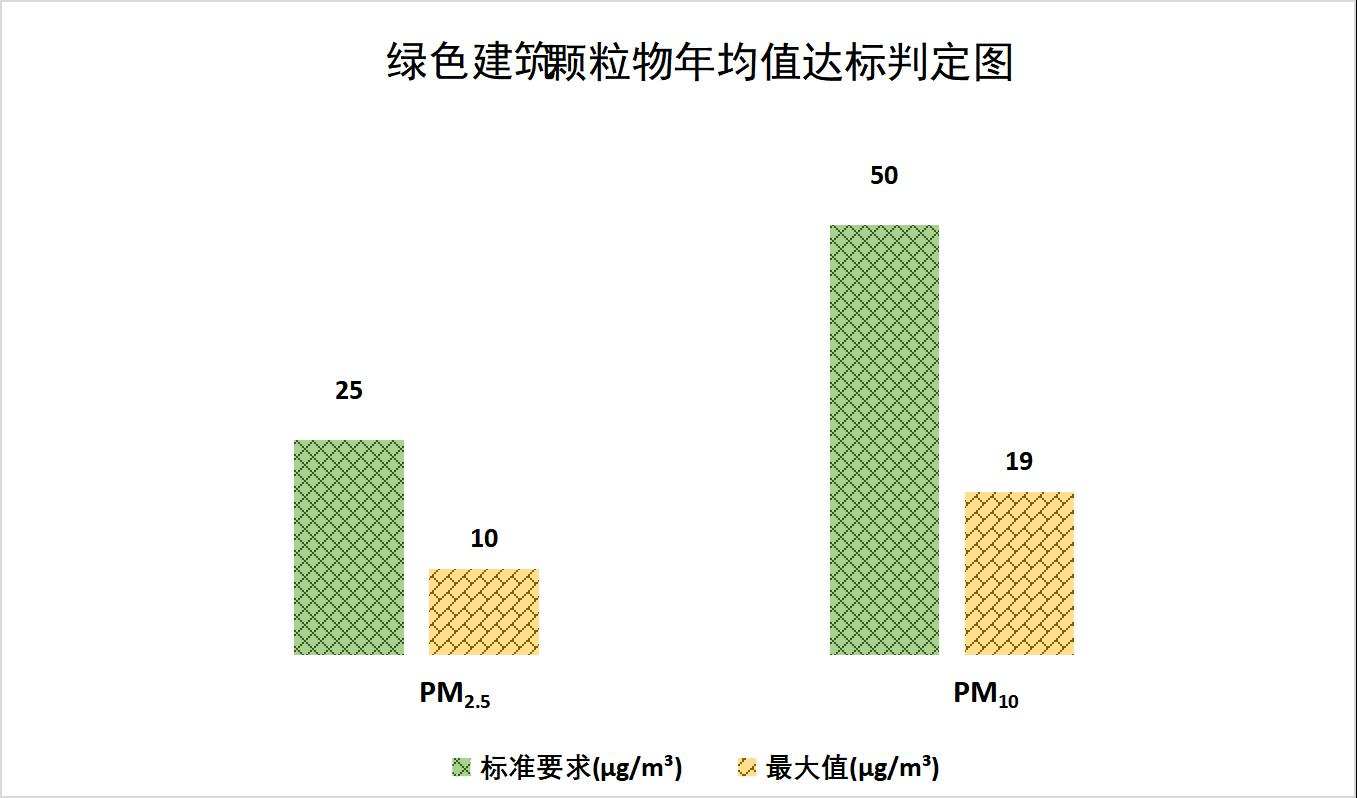 绿色建筑颗粒物年均值达标判定图
50
25
19
10
PM₂.₅
PM₁₀
标准要求(μg/m³)
最大值(μg/m³)